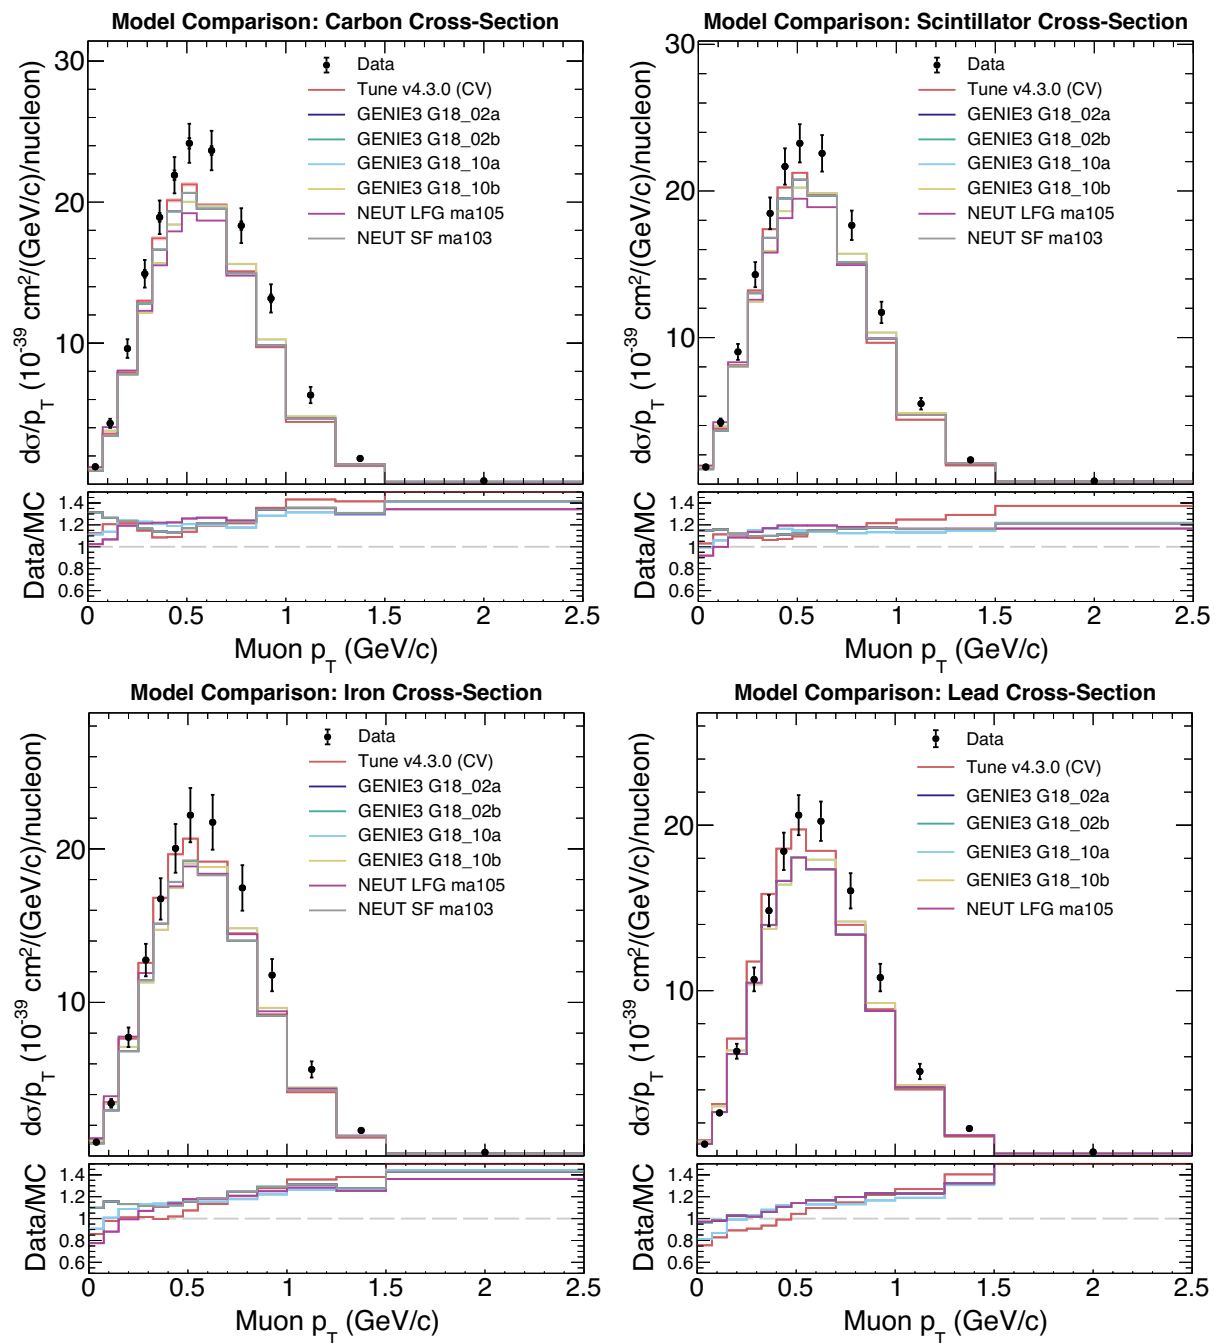 Model Comparison: Carbon Cross-Section
30
20
10
dσ/p_T (10^-39 cm^2/(GeV/c)/nucleon)
Data
Tune v4.3.0 (CV)
GENIE3 G18_02a
GENIE3 G18_02b
GENIE3 G18_10a
GENIE3 G18_10b
NEUT LFG ma105
NEUT SF ma103
1.4
1.2
1
0.8
0.6
Data/MC
0 0.5 1 1.5 2 2.5
Muon p_T (GeV/c)
Model Comparison: Scintillator Cross-Section
30
20
10
dσ/p_T (10^-39 cm^2/(GeV/c)/nucleon)
Data
Tune v4.3.0 (CV)
GENIE3 G18_02a
GENIE3 G18_02b
GENIE3 G18_10a
GENIE3 G18_10b
NEUT LFG ma105
NEUT SF ma103
1.4
1.2
1
0.8
0.6
Data/MC
0 0.5 1 1.5 2 2.5
Muon p_T (GeV/c)
Model Comparison: Iron Cross-Section
20
10
dσ/p_T (10^-39 cm^2/(GeV/c)/nucleon)
Data
Tune v4.3.0 (CV)
GENIE3 G18_02a
GENIE3 G18_02b
GENIE3 G18_10a
GENIE3 G18_10b
NEUT LFG ma105
NEUT SF ma103
1.4
1.2
1
0.8
0.6
Data/MC
0 0.5 1 1.5 2 2.5
Muon p_T (GeV/c)
Model Comparison: Lead Cross-Section
20
10
dσ/p_T (10^-39 cm^2/(GeV/c)/nucleon)
Data
Tune v4.3.0 (CV)
GENIE3 G18_02a
GENIE3 G18_02b
GENIE3 G18_10a
GENIE3 G18_10b
NEUT LFG ma105
1.4
1.2
1
0.8
0.6
Data/MC
0 0.5 1 1.5 2 2.5
Muon p_T (GeV/c)